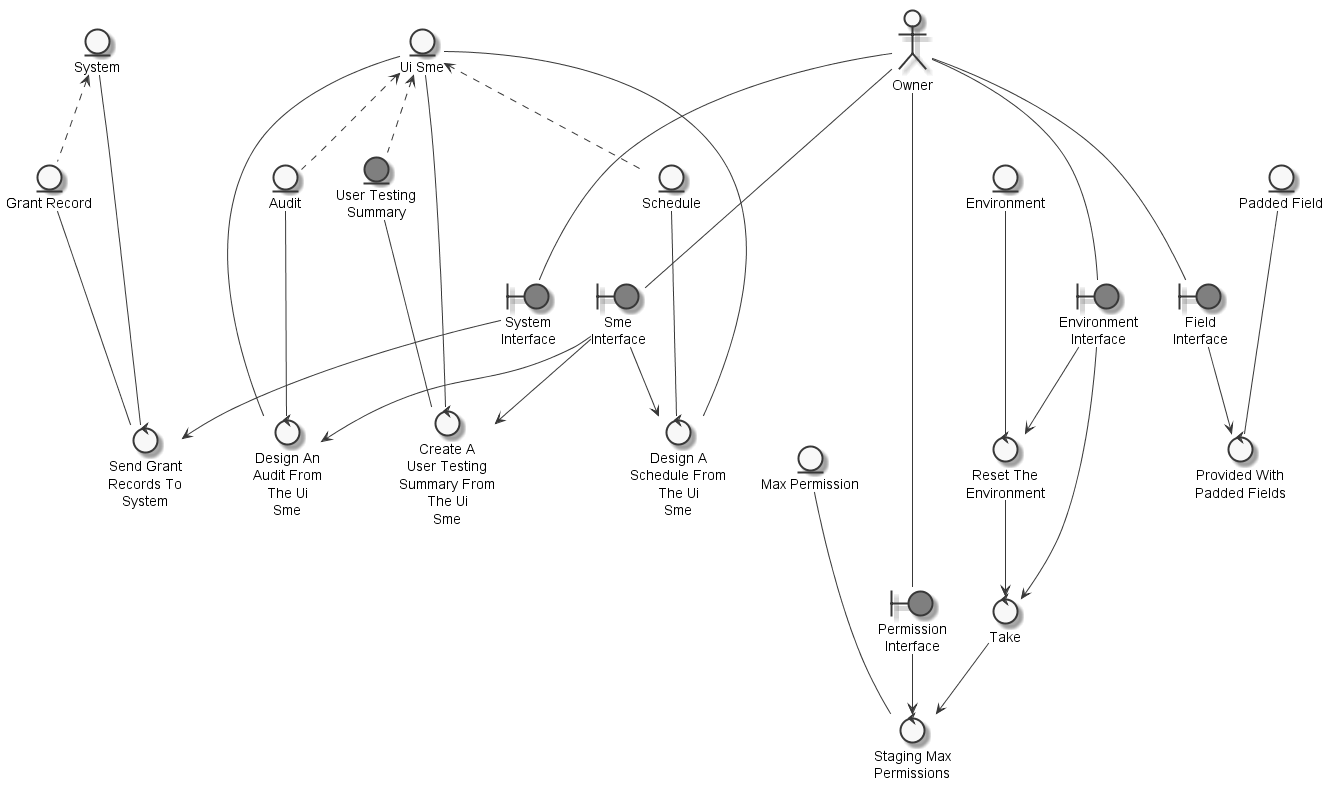 System
Ui Sme
Owner
Grant Record
Audit
User Testing
Summary
Schedule
Environment
Padded Field
System
Interface
Sme
Interface
Environment
Interface
Field
Interface
Send Grant
Records To
System
Design An
Audit From
The Ui
Sme
Create A
User Testing
Summary From
The Ui
Sme
Design A
Schedule From
The Ui
Sme
Max Permission
Reset The
Environment
Provided With
Padded Fields
Permission
Interface
Take
Staging Max
Permissions